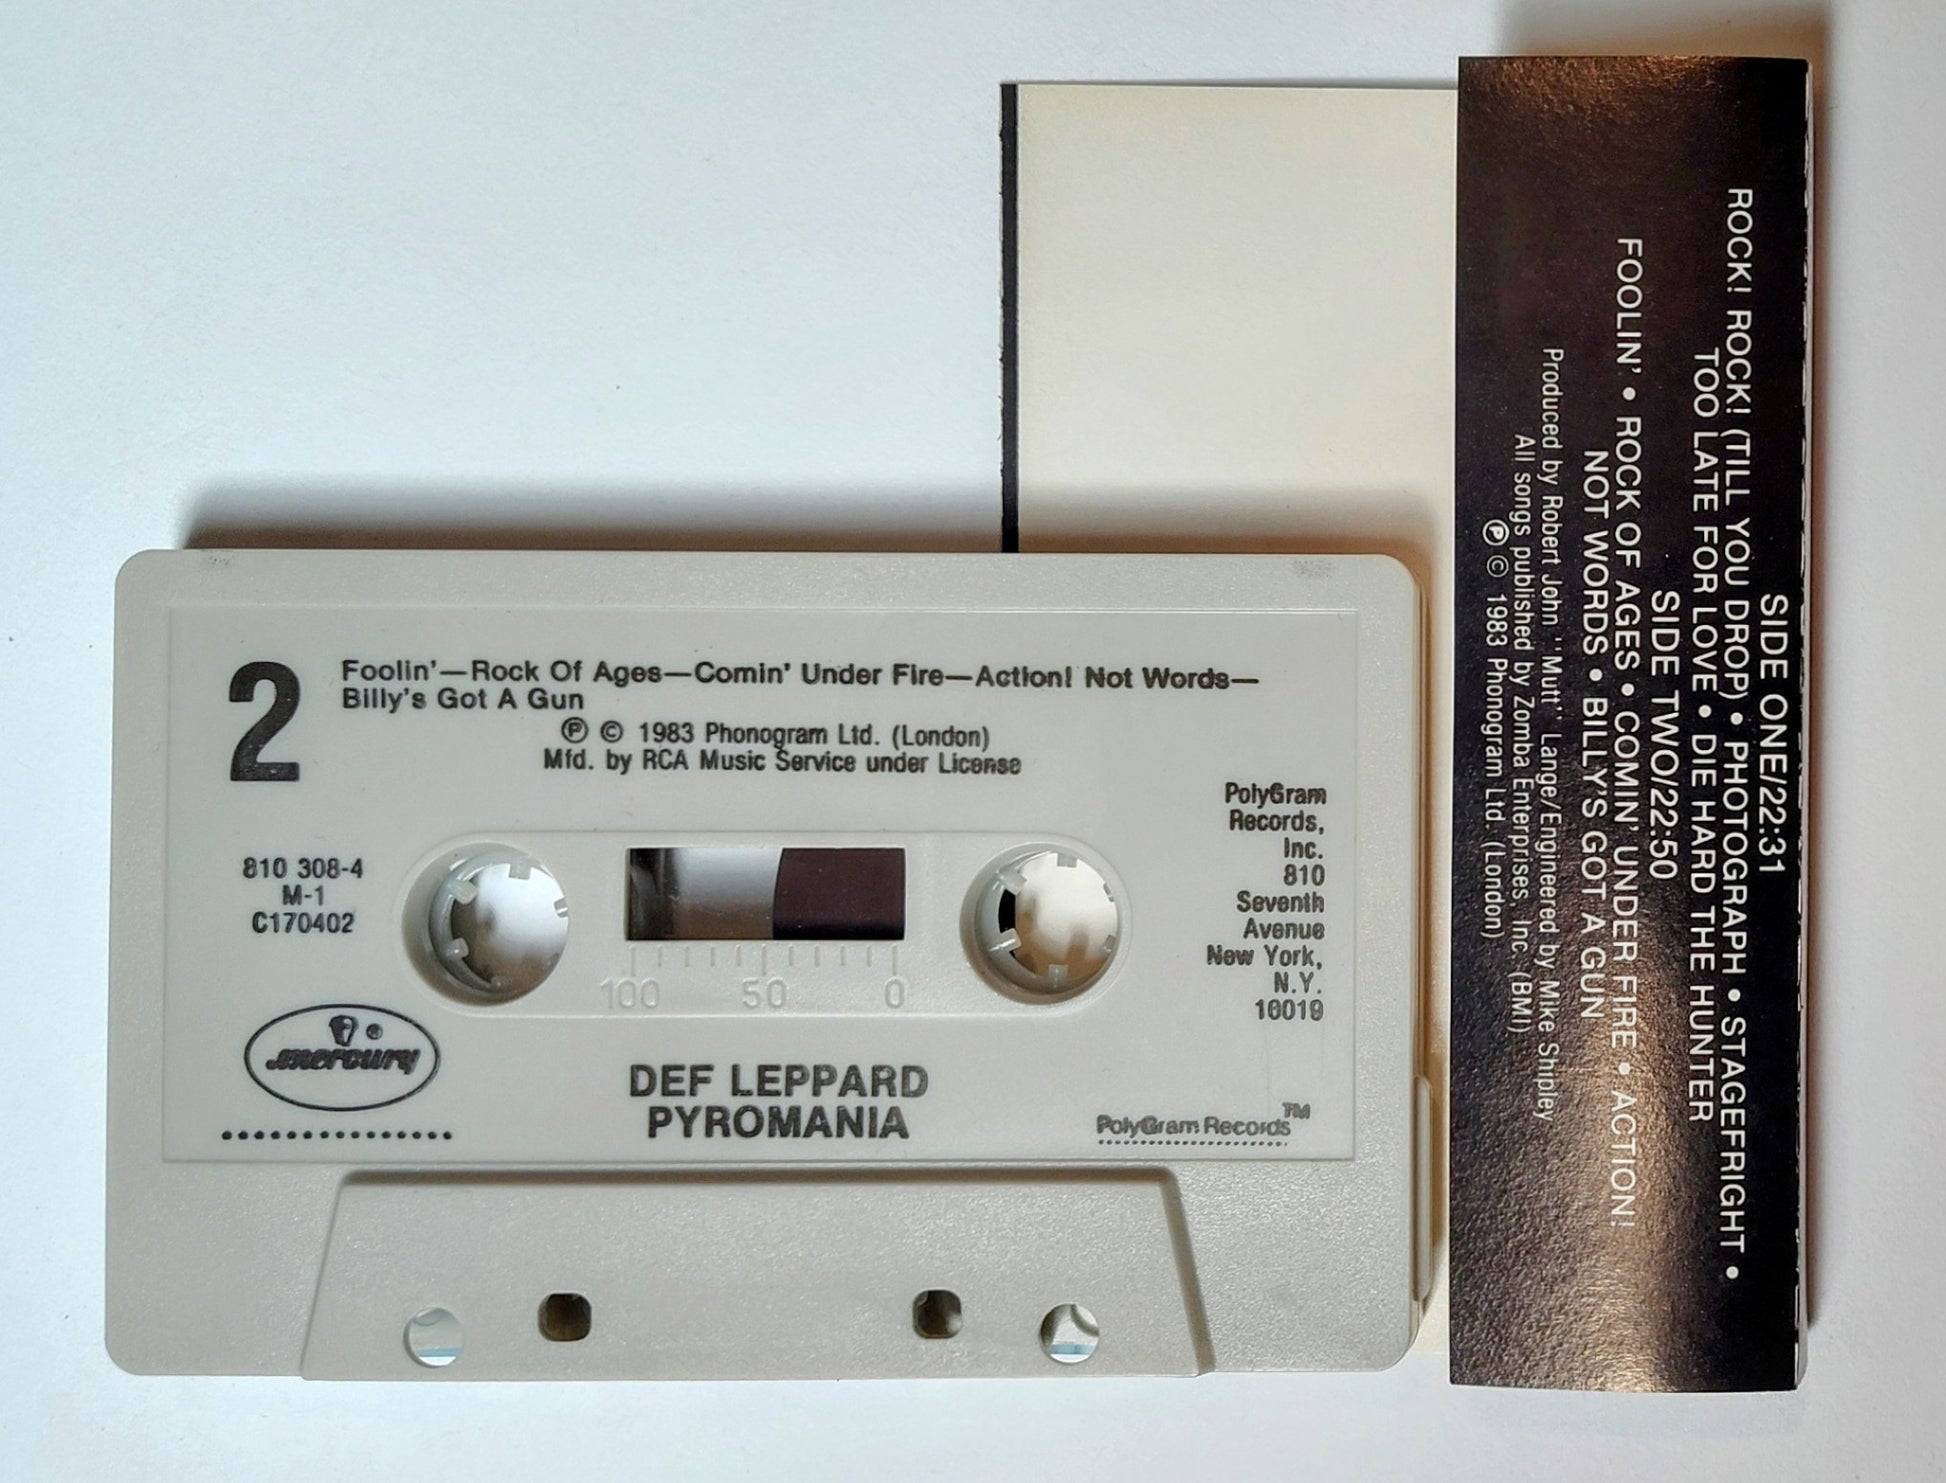 2
Foolin'—Rock Of Ages—Comin' Under Fire—Action! Not Words—
Billy's Got A Gun
Ⓟ © 1983 Phonogram Ltd. (London)
Mfd. by RCA Music Service under License
PolyGram
Records,
Inc.
810
Seventh
Avenue
New York,
N.Y.
10019
810 308-4
M-1
C170402
100 50 0
mercury
DEF LEPPARD
PYROMANIA
PolyGram Records™
SIDE ONE/22:31
ROCK! ROCK! (TILL YOU DROP) • PHOTOGRAPH • STAGEFRIGHT •
TOO LATE FOR LOVE • DIE HARD THE HUNTER
SIDE TWO/22:50
FOOLIN' • ROCK OF AGES • COMIN' UNDER FIRE • ACTION!
NOT WORDS • BILLY'S GOT A GUN
Produced by Robert John "Mutt" Lange/Engineered by Mike Shipley
All songs published by Zomba Enterprises, Inc. (BMI)
Ⓟ © 1983 Phonogram Ltd. (London)